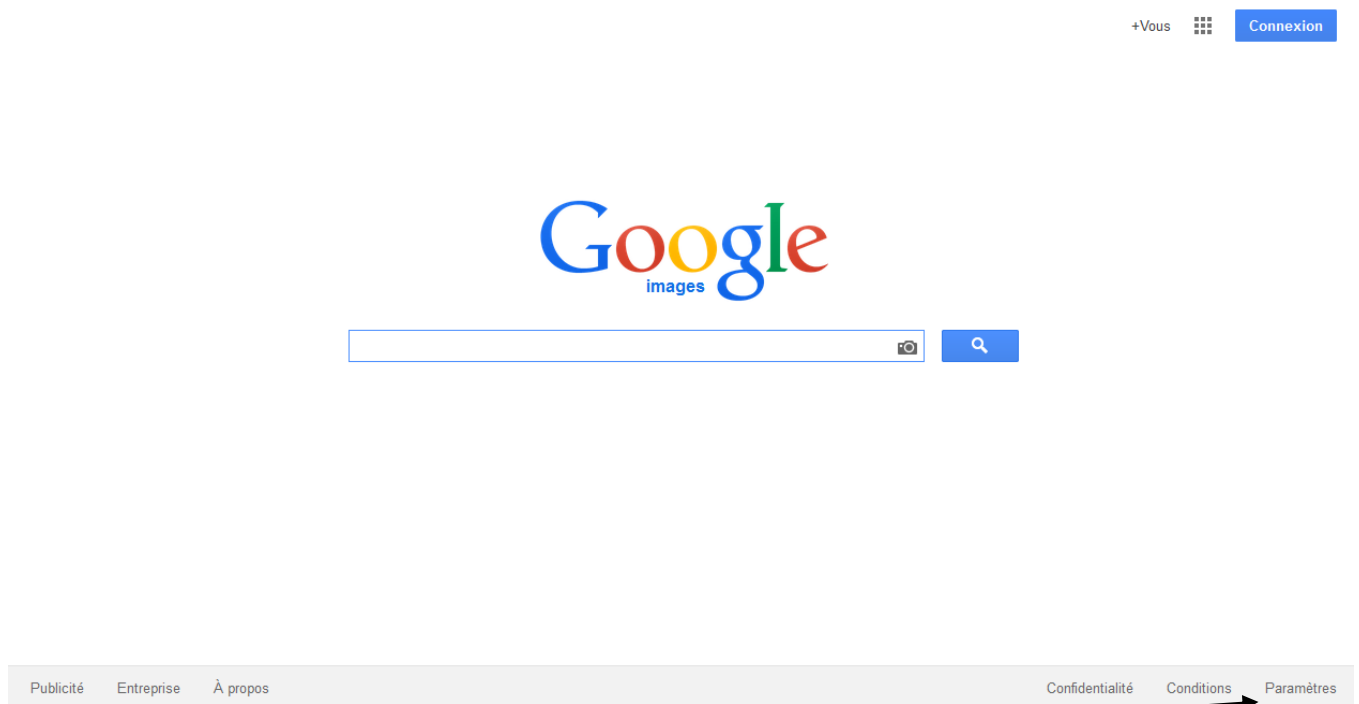 +Vous Connexion
Google
images
Publicité Entreprise À propos Confidentialité Conditions Paramètres